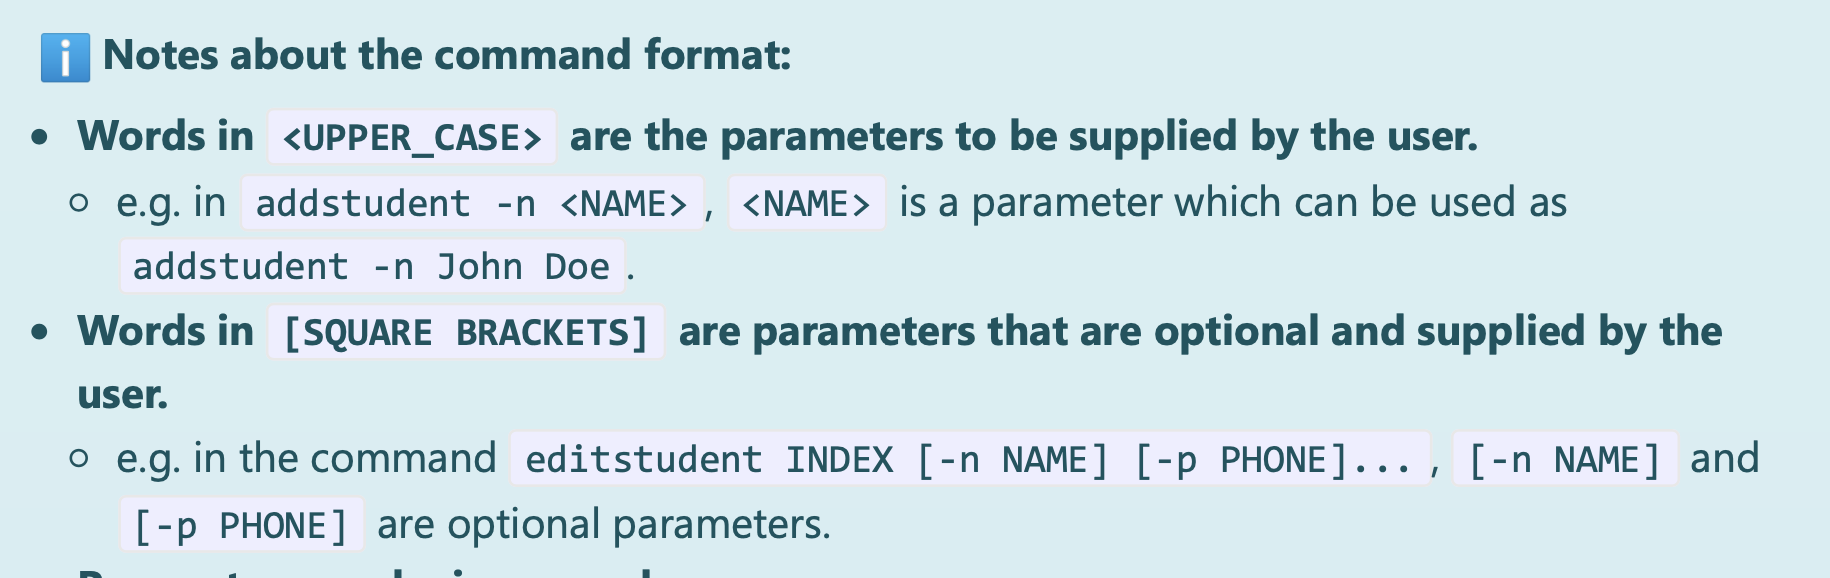 ℹ Notes about the command format:
• Words in <UPPER_CASE> are the parameters to be supplied by the user.
○ e.g. in addstudent -n <NAME>, <NAME> is a parameter which can be used as
addstudent -n John Doe.
• Words in [SQUARE BRACKETS] are parameters that are optional and supplied by the
user.
○ e.g. in the command editstudent INDEX [-n NAME] [-p PHONE]..., [-n NAME] and
[-p PHONE] are optional parameters.